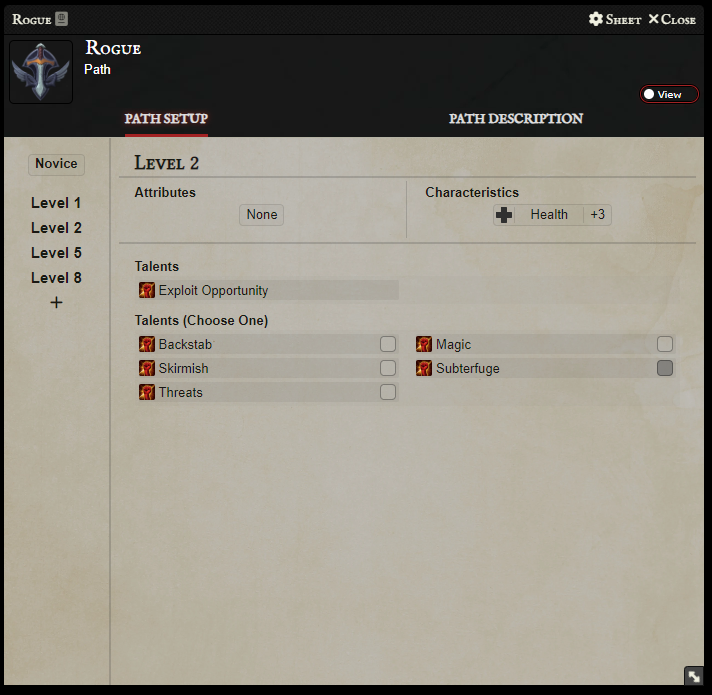 Rogue Sheet Close
Rogue
Path
View
PATH SETUP PATH DESCRIPTION
Novice
Level 1
Level 2
Level 5
Level 8
+
Level 2
Attributes Characteristics
None Health +3
Talents
Exploit Opportunity
Talents (Choose One)
Backstab Magic
Skirmish Subterfuge
Threats